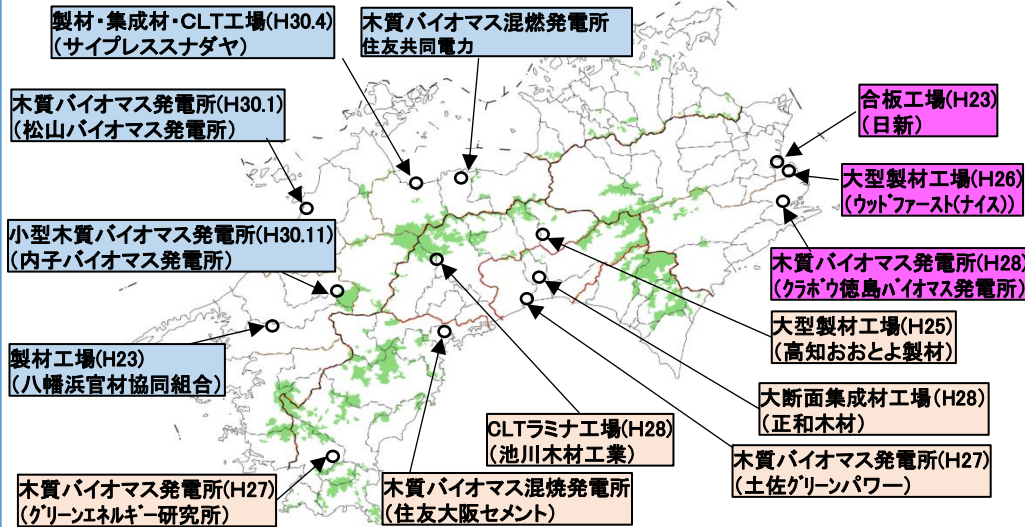 製材・集成材・CLT工場(H30.4)
(サイプレススナダヤ)
木質バイオマス混燃発電所
住友共同電力
木質バイオマス発電所(H30.1)
(松山バイオマス発電所)
合板工場(H23)
(日新)
大型製材工場(H26)
(ウッドファースト(ナイス))
小型木質バイオマス発電所(H30.11)
(内子バイオマス発電所)
木質バイオマス発電所(H28)
(クラボウ徳島バイオマス発電所)
大型製材工場(H25)
(高知おおとよ製材)
製材工場(H23)
(八幡浜官材協同組合)
大断面集成材工場(H28)
(正和木材)
CLTラミナ工場(H28)
(池川木材工業)
木質バイオマス発電所(H27)
(土佐グリーンパワー)
木質バイオマス発電所(H27)
(グリーンエネルギー研究所)
木質バイオマス混焼発電所
(住友大阪セメント)